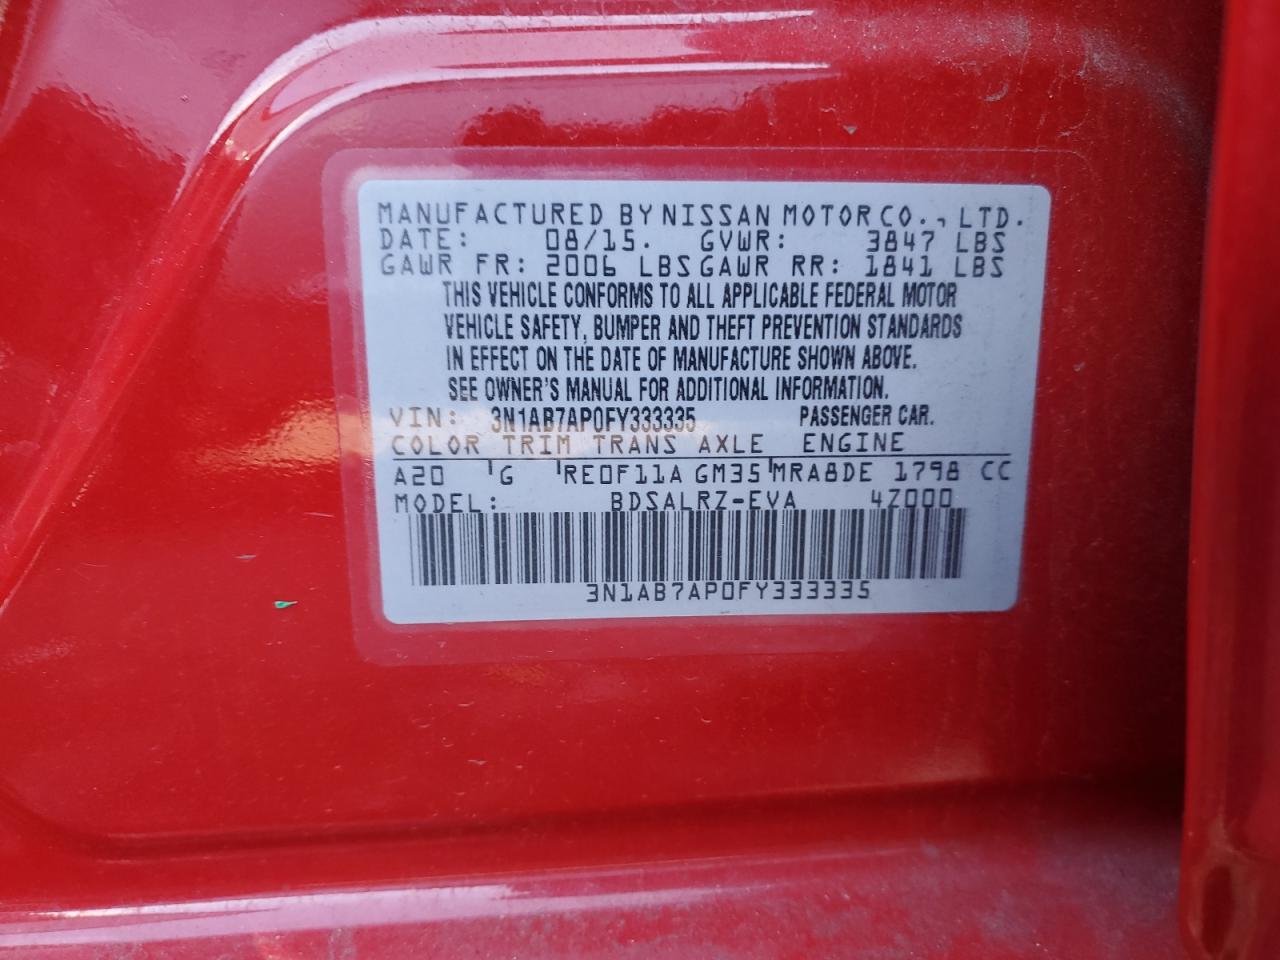 MANUFACTURED BY NISSAN MOTOR CO., LTD.
DATE: 08/15. GVWR: 3847 LBS
GAWR FR: 2006 LBS GAWR RR: 1841 LBS
THIS VEHICLE CONFORMS TO ALL APPLICABLE FEDERAL MOTOR
VEHICLE SAFETY, BUMPER AND THEFT PREVENTION STANDARDS
IN EFFECT ON THE DATE OF MANUFACTURE SHOWN ABOVE.
SEE OWNER'S MANUAL FOR ADDITIONAL INFORMATION.
VIN: 3N1AB7AP0FY333335 PASSENGER CAR.
COLOR TRIM TRANS AXLE ENGINE
A20 G RE0F11A GM35 MRA8DE 1798 CC
MODEL: BDSALRZ-EVA 4Z000
3N1AB7AP0FY333335